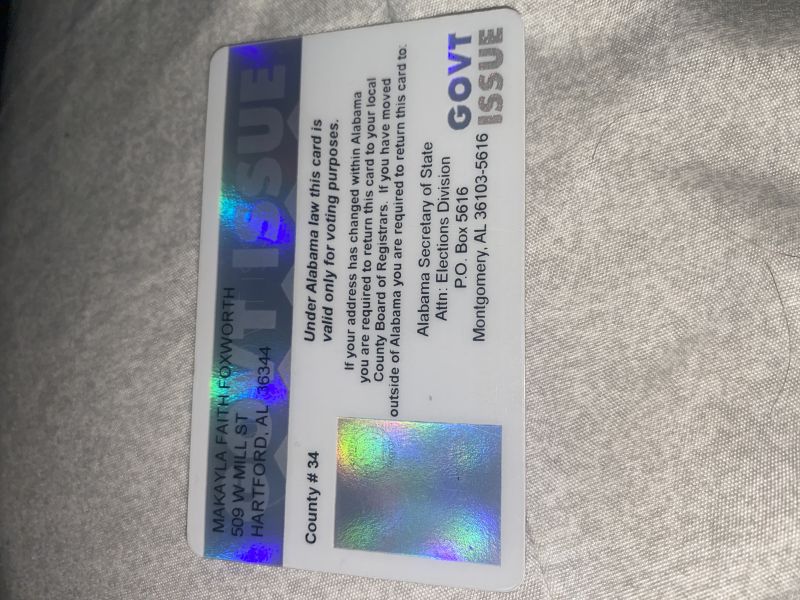 MAKAYLA FAITH FOXWORTH
509 W MILL ST
HARTFORD, AL 36344
GOVT ISSUE
County # 34
Under Alabama law this card is
valid only for voting purposes.
If your address has changed within Alabama
you are required to return this card to your local
County Board of Registrars. If you have moved
outside of Alabama you are required to return this card to:
Alabama Secretary of State
Attn: Elections Division
P.O. Box 5616
Montgomery, AL 36103-5616
GOVT
ISSUE